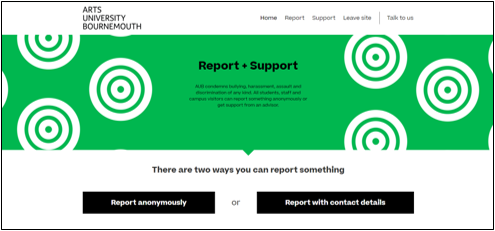 ARTS
UNIVERSITY
BOURNEMOUTH
Home Report Support Leave site Talk to us
Report + Support
AUB condemns bullying, harassment, assault and
discrimination of any kind. All students, staff and
campus visitors can report something anonymously or
get support from an advisor.
There are two ways you can report something
Report anonymously or Report with contact details